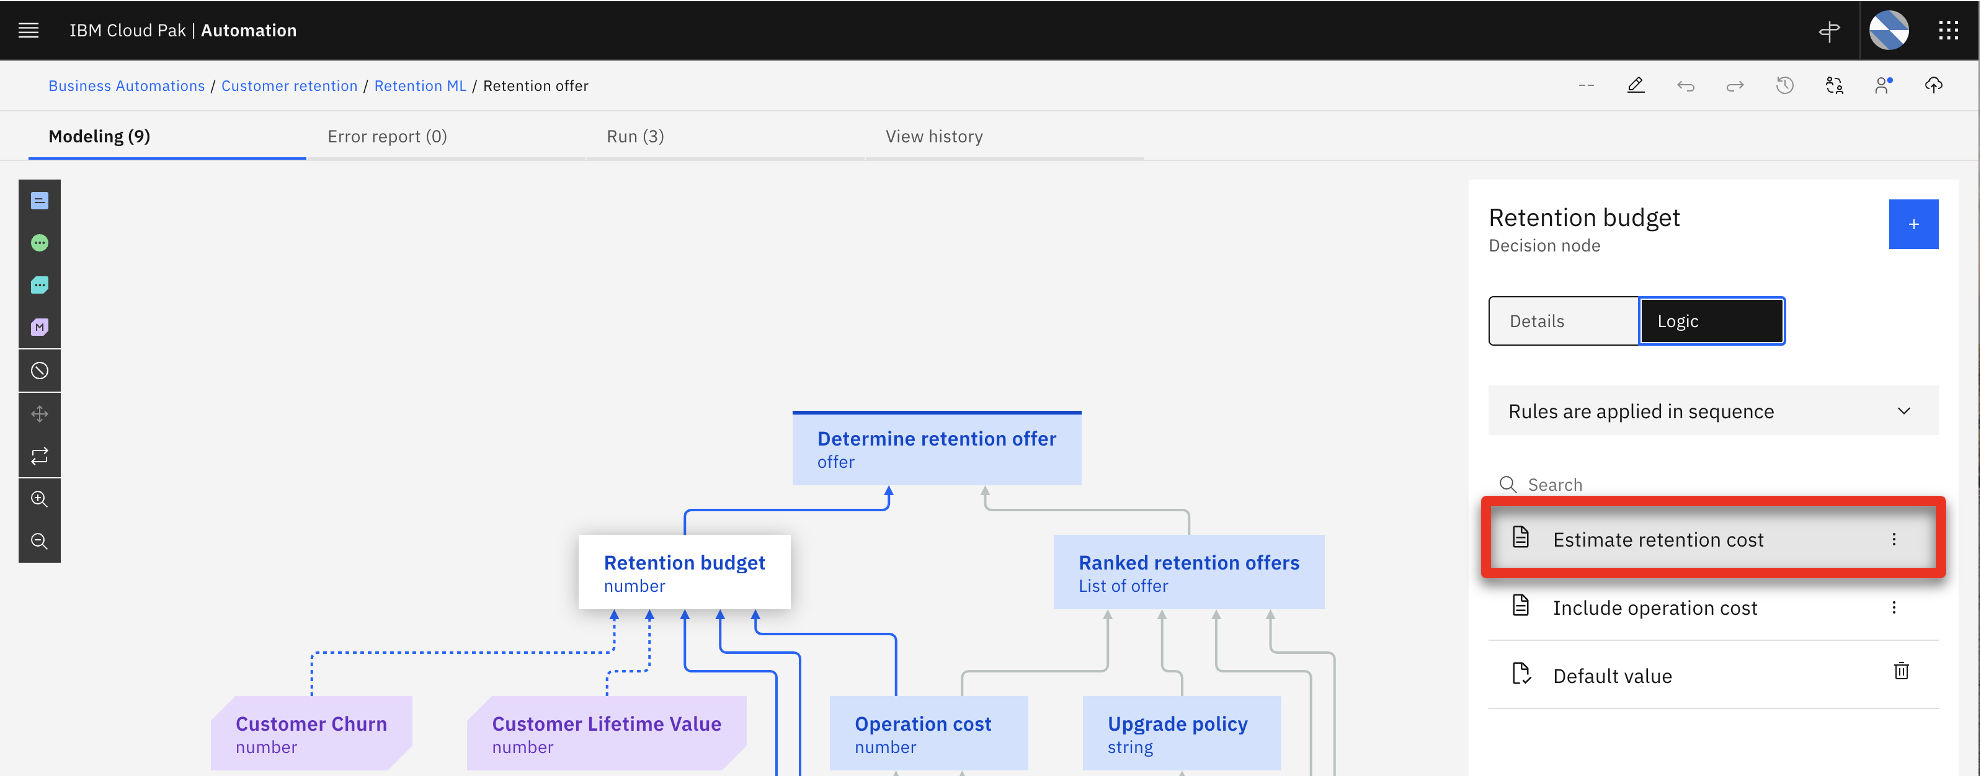 IBM Cloud Pak | Automation
Business Automations / Customer retention / Retention ML / Retention offer
--
Modeling (9)
Error report (0)
Run (3)
View history
M
Determine retention offer
offer
Retention budget
number
Ranked retention offers
List of offer
Customer Churn
number
Customer Lifetime Value
number
Operation cost
number
Upgrade policy
string
Retention budget
Decision node
+
Details
Logic
Rules are applied in sequence
Search
Estimate retention cost
Include operation cost
Default value